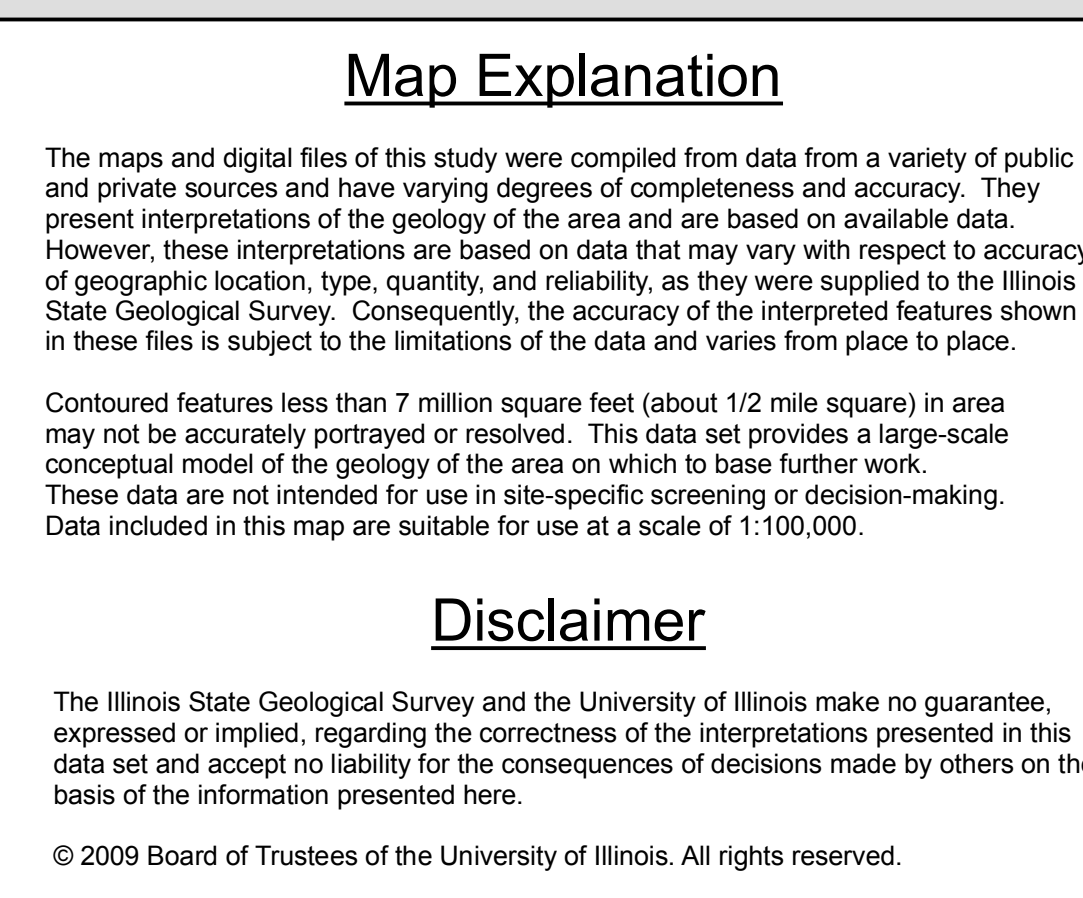 Map Explanation
The maps and digital files of this study were compiled from data from a variety of public
and private sources and have varying degrees of completeness and accuracy.  They
present interpretations of the geology of the area and are based on available data.
However, these interpretations are based on data that may vary with respect to accuracy
of geographic location, type, quantity, and reliability, as they were supplied to the Illinois
State Geological Survey.  Consequently, the accuracy of the interpreted features shown
in these files is subject to the limitations of the data and varies from place to place.
Contoured features less than 7 million square feet (about 1/2 mile square) in area
may not be accurately portrayed or resolved.  This data set provides a large-scale
conceptual model of the geology of the area on which to base further work.
These data are not intended for use in site-specific screening or decision-making.
Data included in this map are suitable for use at a scale of 1:100,000.
Disclaimer
The Illinois State Geological Survey and the University of Illinois make no guarantee,
expressed or implied, regarding the correctness of the interpretations presented in this
data set and accept no liability for the consequences of decisions made by others on the
basis of the information presented here.
© 2009 Board of Trustees of the University of Illinois. All rights reserved.